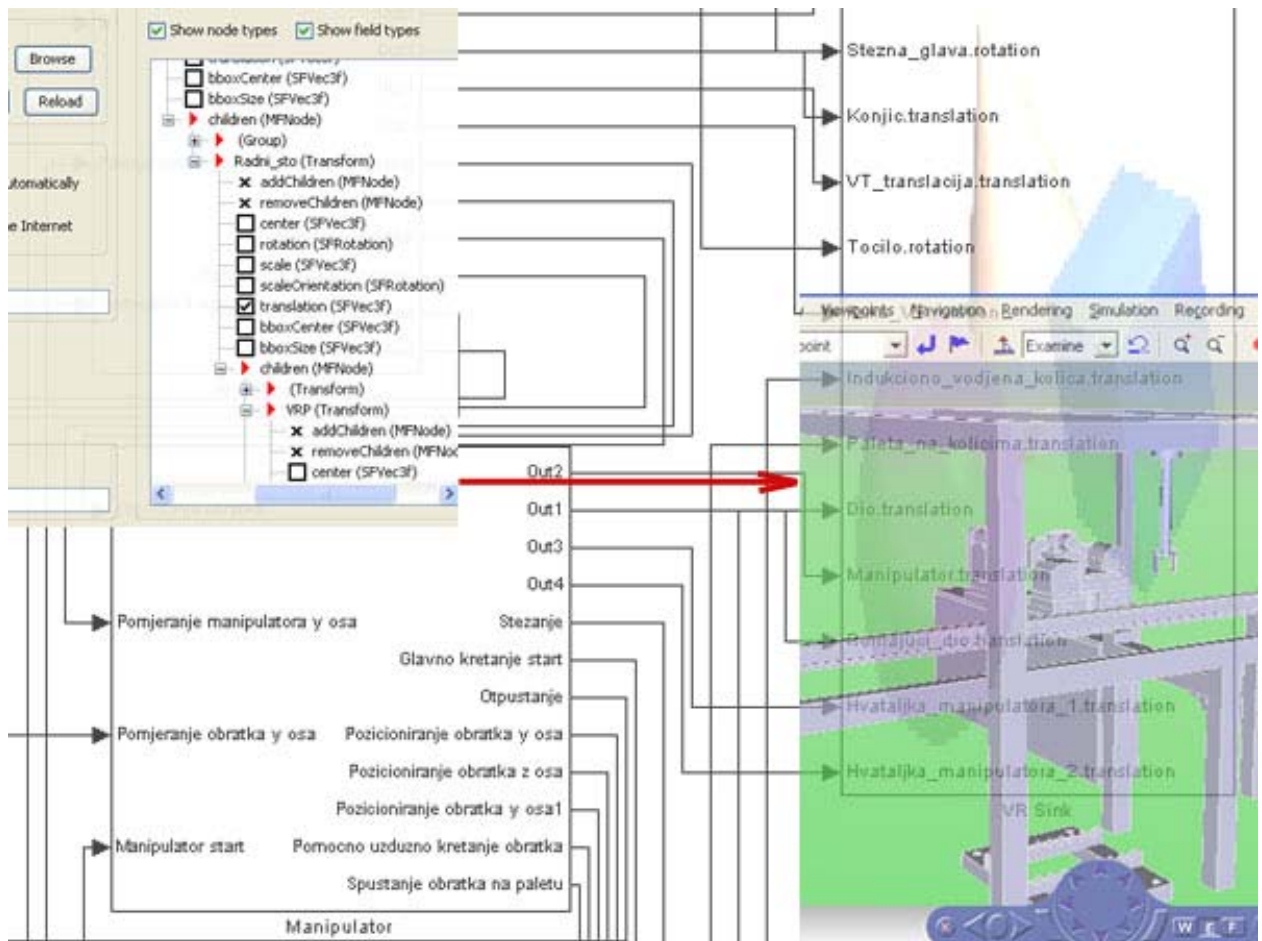 Show node types Show field types
Browse
Reload
utomatically
e Internet
bboxCenter (SFVec3f)
bboxSize (SFVec3f)
children (MFNode)
(Group)
Radni_sto (Transform)
addChildren (MFNode)
removeChildren (MFNode)
center (SFVec3f)
rotation (SFRotation)
scale (SFVec3f)
scaleOrientation (SFRotation)
translation (SFVec3f)
bboxCenter (SFVec3f)
bboxSize (SFVec3f)
children (MFNode)
(Transform)
VRP (Transform)
addChildren (MFNode)
removeChildren (MFNoc
center (SFVec3f)
Stezna_glava.rotation
Konjic.translation
VT_translacija.translation
Tocilo.rotation
Viewpoints Navigation Rendering Simulation Recording
point Examine
Indukciono_vodjena_kolica.translation
Paleta_na_kolicima.translation
Dio.translation
Manipulator.translation
Hvataljka_manipulatora_1.translation
Hvataljka_manipulatora_2.translation
VR Sink
Out2
Out1
Out3
Out4
Pomjeranje manipulatora y osa Stezanje
Glavno kretanje start
Otpustanje
Pomjeranje obratka y osa Pozicioniranje obratka y osa
Pozicioniranje obratka z osa
Pozicioniranje obratka y osa1
Manipulator start Pomocno uzduzno kretanje obratka
Spustanje obratka na paletu
Manipulator
W E F